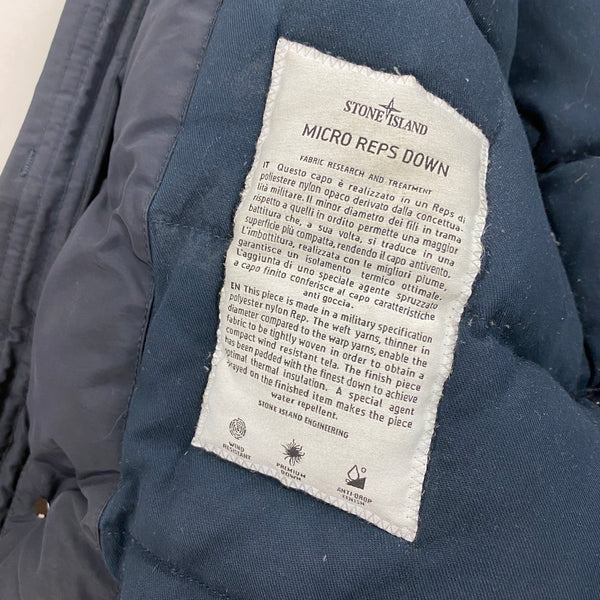 STONE ISLAND
MICRO REPS DOWN
FABRIC RESEARCH AND TREATMENT
IT Questo capo è realizzato in un Reps di
poliestere nylon opaco derivato dalla concettua-
lità militare. Il minor diametro dei fili in trama
rispetto a quelli in ordito permette una maggior
battitura che, a sua volta, si traduce in una
superficie più compatta, rendendo il capo antivento.
L'imbottitura, realizzata con le migliori piume,
garantisce un isolamento termico ottimale.
L'aggiunta di uno speciale agente spruzzato
a capo finito conferisce al capo caratteristiche
anti goccia.
EN This piece is made in a military specification
polyester nylon Rep. The weft yarns, thinner in
diameter compared to the warp yarns, enable the
fabric to be tightly woven in order to obtain a
compact wind resistant tela. The finish piece
has been padded with the finest down to achieve
optimal thermal insulation. A special agent
sprayed on the finished item makes the piece
water repellent.
STONE ISLAND ENGINEERING
WIND
RESISTANT
PREMIUM
DOWN
ANTI-DROP
FINISH